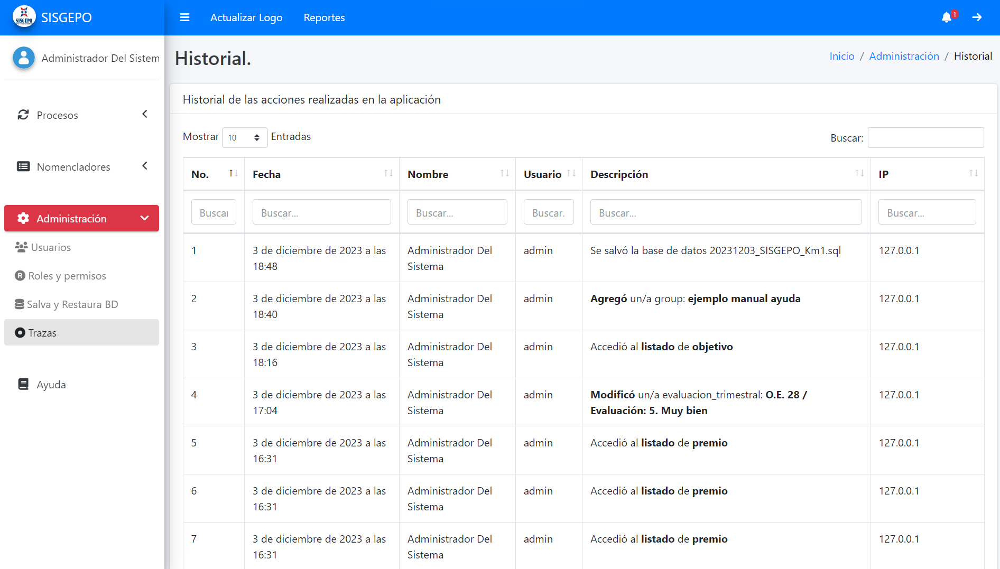 SISGEPO
SISGEPO
Actualizar Logo
Reportes
1
Administrador Del Sistem
Procesos
Nomencladores
Administración
Usuarios
R
Roles y permisos
Salva y Restaura BD
Trazas
Ayuda
Historial.
Inicio / Administración / Historial
Historial de las acciones realizadas en la aplicación
Mostrar 10 Entradas
Buscar:
No. Fecha Nombre Usuario Descripción IP
Buscar Buscar... Buscar... Buscar. Buscar... Buscar...
1 3 de diciembre de 2023 a las Administrador Del admin Se salvó la base de datos 20231203_SISGEPO_Km1.sql 127.0.0.1
18:48 Sistema
2 3 de diciembre de 2023 a las Administrador Del admin Agregó un/a group: ejemplo manual ayuda 127.0.0.1
18:40 Sistema
3 3 de diciembre de 2023 a las Administrador Del admin Accedió al listado de objetivo 127.0.0.1
18:16 Sistema
4 3 de diciembre de 2023 a las Administrador Del admin Modificó un/a evaluacion_trimestral: O.E. 28 / 127.0.0.1
17:04 Sistema Evaluación: 5. Muy bien
5 3 de diciembre de 2023 a las Administrador Del admin Accedió al listado de premio 127.0.0.1
16:31 Sistema
6 3 de diciembre de 2023 a las Administrador Del admin Accedió al listado de premio 127.0.0.1
16:31 Sistema
7 3 de diciembre de 2023 a las Administrador Del admin Accedió al listado de premio 127.0.0.1
16:31 Sistema